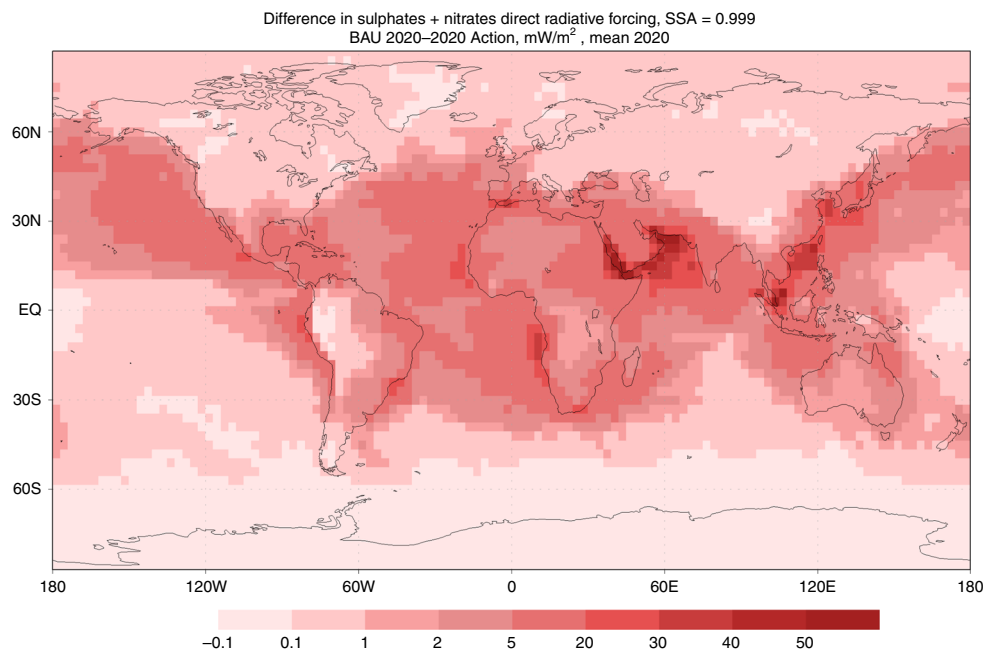 Difference in sulphates + nitrates direct radiative forcing, SSA = 0.999
BAU 2020–2020 Action, mW/m² , mean 2020
60N
30N
EQ
30S
60S
180 120W 60W 0 60E 120E 180
–0.1 0.1 1 2 5 20 30 40 50